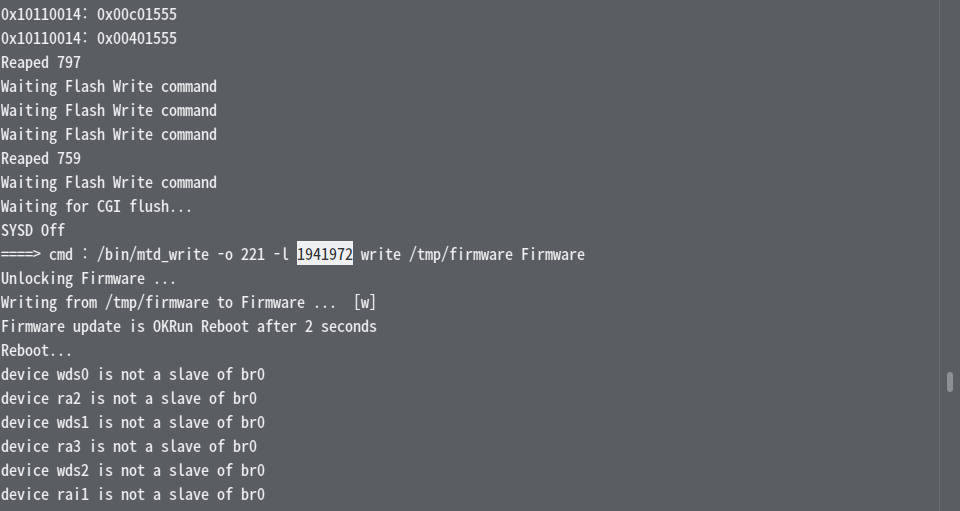 0x10110014: 0x00c01555
0x10110014: 0x00401555
Reaped 797
Waiting Flash Write command
Waiting Flash Write command
Waiting Flash Write command
Reaped 759
Waiting Flash Write command
Waiting for CGI flush...
SYSD Off
====> cmd : /bin/mtd_write -o 221 -l 1941972 write /tmp/firmware Firmware
Unlocking Firmware ...
Writing from /tmp/firmware to Firmware ...  [w]
Firmware update is OKRun Reboot after 2 seconds
Reboot...
device wds0 is not a slave of br0
device ra2 is not a slave of br0
device wds1 is not a slave of br0
device ra3 is not a slave of br0
device wds2 is not a slave of br0
device rai1 is not a slave of br0